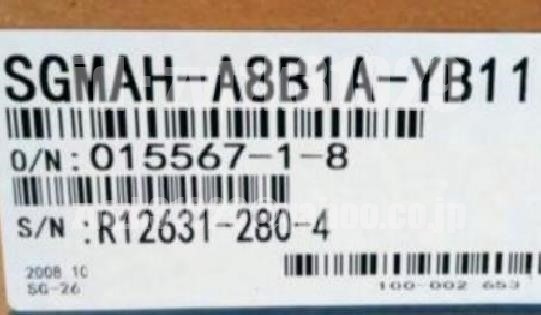 SGMAH-A8B1A-YB11
O/N: 015567-1-8
S/N :R12631-280-4
2008 10
SG-26
100-002 653